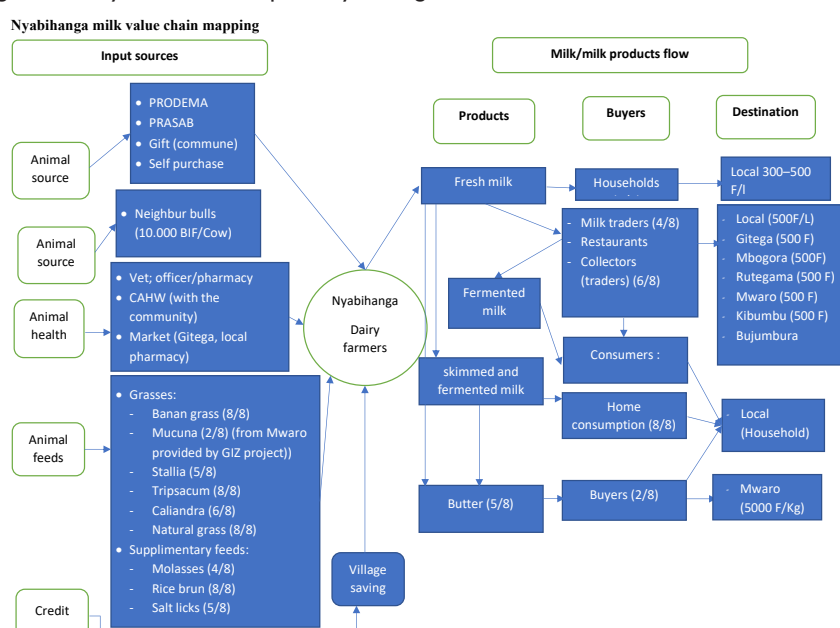 Nyabihanga milk value chain mapping
Input sources
Milk/milk products flow
Products
Buyers
Destination
Animal
source
• PRODEMA
• PRASAB
• Gift (commune)
• Self purchase
Animal
source
• Neighbur bulls
(10.000 BIF/Cow)
Animal
health
• Vet; officer/pharmacy
• CAHW (with the
community)
• Market (Gitega, local
pharmacy)
Animal
feeds
• Grasses:
- Banan grass (8/8)
- Mucuna (2/8) (from Mwaro
provided by GIZ project))
- Stallia (5/8)
- Tripsacum (8/8)
- Caliandra (6/8)
- Natural grass (8/8)
• Supplimentary feeds:
- Molasses (4/8)
- Rice brun (8/8)
- Salt licks (5/8)
Credit
Village
saving
Nyabihanga
Dairy
farmers
Fresh milk
Households
Local 300–500
F/l
- Milk traders (4/8)
- Restaurants
- Collectors
(traders) (6/8)
- Local (500F/L)
- Gitega (500 F)
- Mbogora (500F)
- Rutegama (500 F)
- Mwaro (500 F)
- Kibumbu (500 F)
- Bujumbura
Fermented
milk
Consumers :
skimmed and
fermented milk
Home
consumption (8/8)
- Local
(Household)
Butter (5/8)
Buyers (2/8)
- Mwaro
(5000 F/Kg)